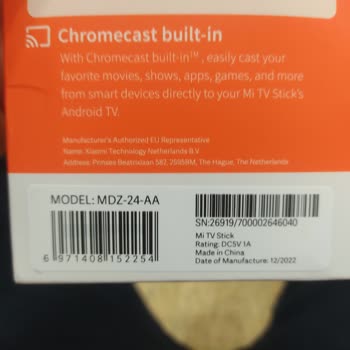 Chromecast built-in
With Chromecast built-in™, easily cast your
favorite movies, shows, apps, games, and more
from smart devices directly to your Mi TV Stick's
Android TV.
Manufacturer's Authorized EU Representative
Name: Xiaomi Technology Netherlands B.V.
Address: Prinses Beatrixlaan 582, 2595BM, The Hague, The Netherlands
MODEL: MDZ-24-AA
6 971408 152254
SN:26919/700002646040
Mi TV Stick
Rating: DC5V 1A
Made in China
Date of Manufacture: 12/2022